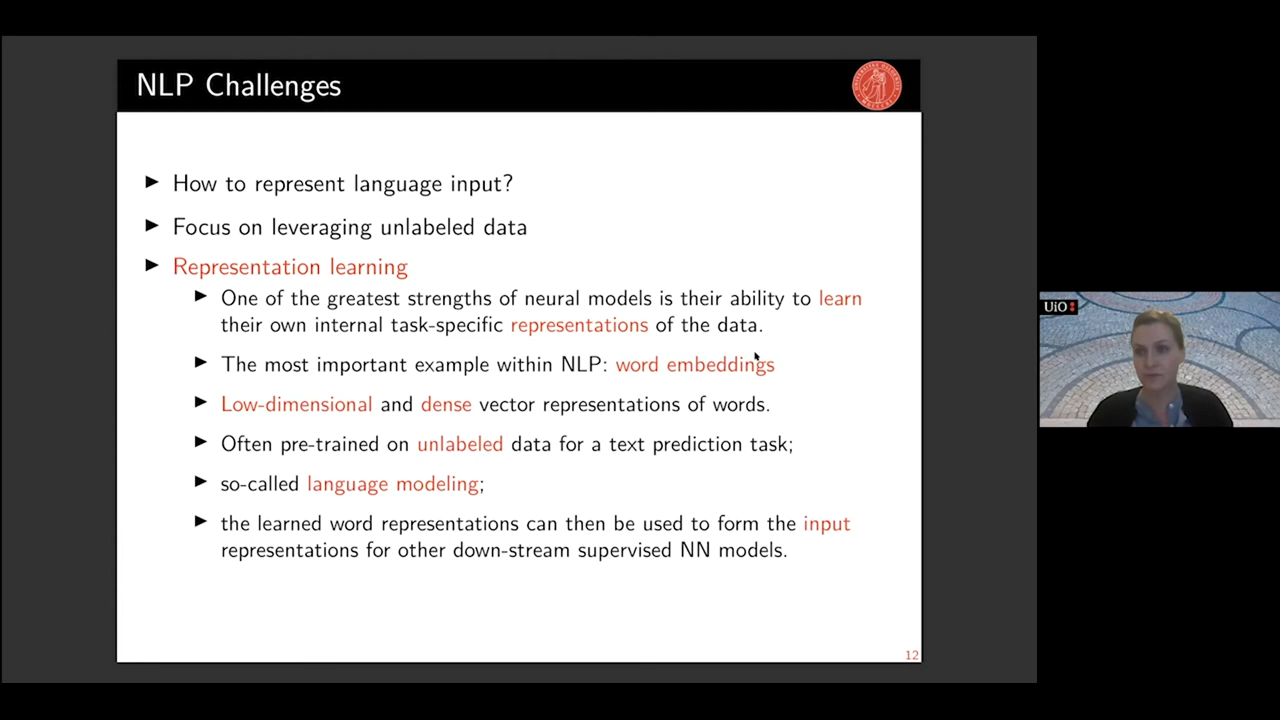 NLP Challenges
How to represent language input?
Focus on leveraging unlabeled data
Representation learning
One of the greatest strengths of neural models is their ability to learn
their own internal task-specific representations of the data.
The most important example within NLP: word embeddings
Low-dimensional and dense vector representations of words.
Often pre-trained on unlabeled data for a text prediction task;
so-called language modeling;
the learned word representations can then be used to form the input
representations for other down-stream supervised NN models.
12
UiO